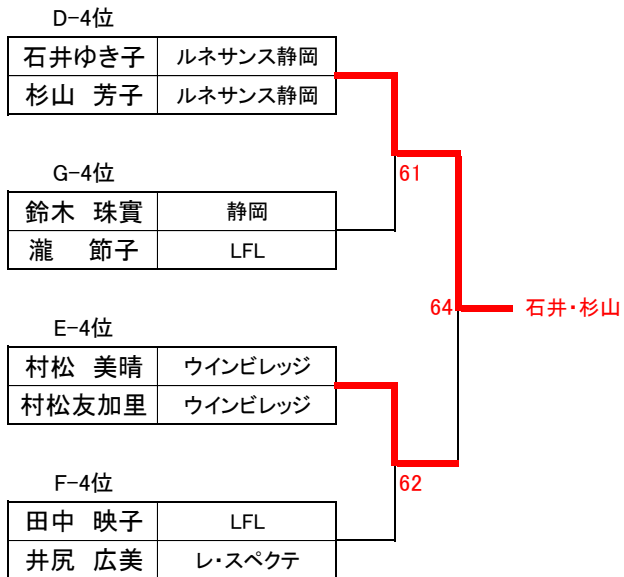 D-4位
石井ゆき子 ルネサンス静岡
杉山 芳子 ルネサンス静岡
61
G-4位
鈴木 珠實 静岡
瀧 節子 LFL
64 石井・杉山
E-4位
村松 美晴 ウインビレッジ
村松友加里 ウインビレッジ
62
F-4位
田中 映子 LFL
井尻 広美 レ・スペクテ